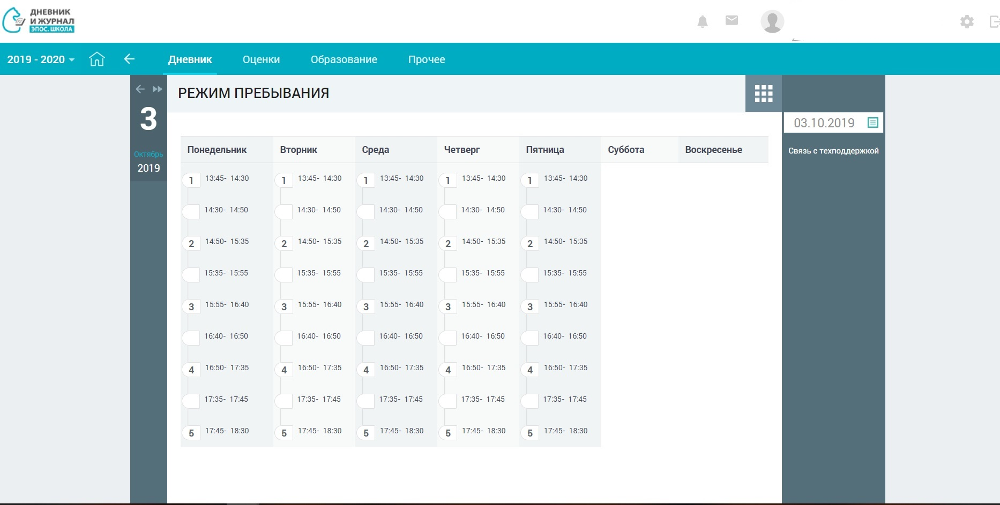 ДНЕВНИК
И ЖУРНАЛ
ЭПОС.ШКОЛА
2019 - 2020 Дневник Оценки Образование Прочее
3
Октябрь
2019
РЕЖИМ ПРЕБЫВАНИЯ
03.10.2019
Связь с техподдержкой
Понедельник Вторник Среда Четверг Пятница Суббота Воскресенье
1 13:45- 14:30 1 13:45- 14:30 1 13:45- 14:30 1 13:45- 14:30 1 13:45- 14:30
14:30- 14:50 14:30- 14:50 14:30- 14:50 14:30- 14:50 14:30- 14:50
2 14:50- 15:35 2 14:50- 15:35 2 14:50- 15:35 2 14:50- 15:35 2 14:50- 15:35
15:35- 15:55 15:35- 15:55 15:35- 15:55 15:35- 15:55 15:35- 15:55
3 15:55- 16:40 3 15:55- 16:40 3 15:55- 16:40 3 15:55- 16:40 3 15:55- 16:40
16:40- 16:50 16:40- 16:50 16:40- 16:50 16:40- 16:50 16:40- 16:50
4 16:50- 17:35 4 16:50- 17:35 4 16:50- 17:35 4 16:50- 17:35 4 16:50- 17:35
17:35- 17:45 17:35- 17:45 17:35- 17:45 17:35- 17:45 17:35- 17:45
5 17:45- 18:30 5 17:45- 18:30 5 17:45- 18:30 5 17:45- 18:30 5 17:45- 18:30